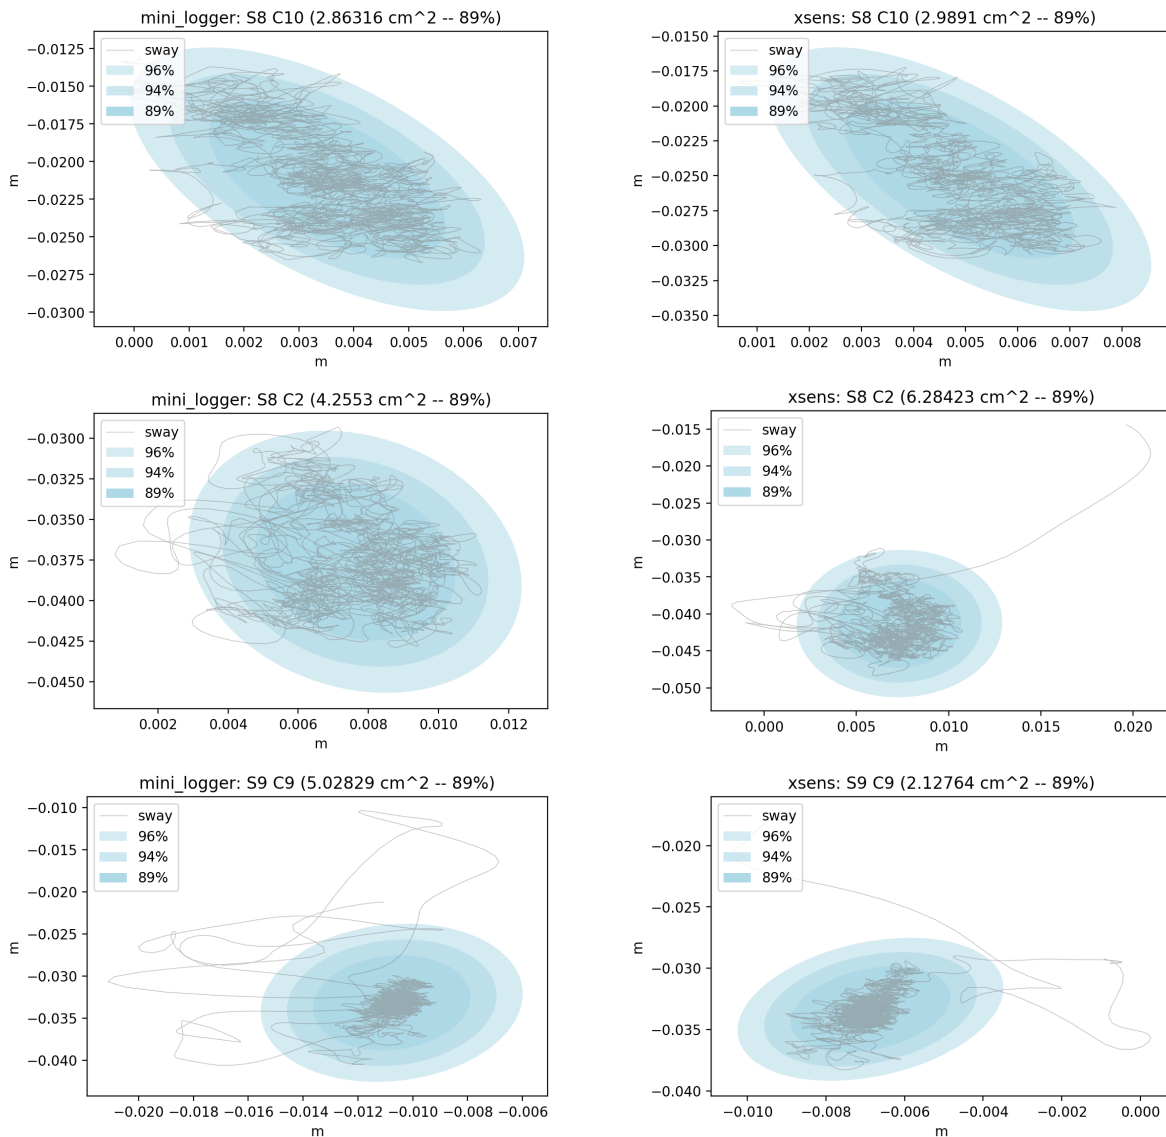 mini_logger: S8 C10 (2.86316 cm^2 -- 89%)
sway
96%
94%
89%
−0.0125
−0.0150
−0.0175
−0.0200
−0.0225
−0.0250
−0.0275
−0.0300
m
0.000 0.001 0.002 0.003 0.004 0.005 0.006 0.007
m
xsens: S8 C10 (2.9891 cm^2 -- 89%)
sway
96%
94%
89%
−0.0150
−0.0175
−0.0200
−0.0225
−0.0250
−0.0275
−0.0300
−0.0325
−0.0350
m
0.001 0.002 0.003 0.004 0.005 0.006 0.007 0.008
m
mini_logger: S8 C2 (4.2553 cm^2 -- 89%)
sway
96%
94%
89%
−0.0300
−0.0325
−0.0350
−0.0375
−0.0400
−0.0425
−0.0450
m
0.002 0.004 0.006 0.008 0.010 0.012
m
xsens: S8 C2 (6.28423 cm^2 -- 89%)
sway
96%
94%
89%
−0.015
−0.020
−0.025
−0.030
−0.035
−0.040
−0.045
−0.050
m
0.000 0.005 0.010 0.015 0.020
m
mini_logger: S9 C9 (5.02829 cm^2 -- 89%)
sway
96%
94%
89%
−0.010
−0.015
−0.020
−0.025
−0.030
−0.035
−0.040
m
−0.020 −0.018 −0.016 −0.014 −0.012 −0.010 −0.008 −0.006
m
xsens: S9 C9 (2.12764 cm^2 -- 89%)
sway
96%
94%
89%
−0.020
−0.025
−0.030
−0.035
−0.040
m
−0.010 −0.008 −0.006 −0.004 −0.002 0.000
m